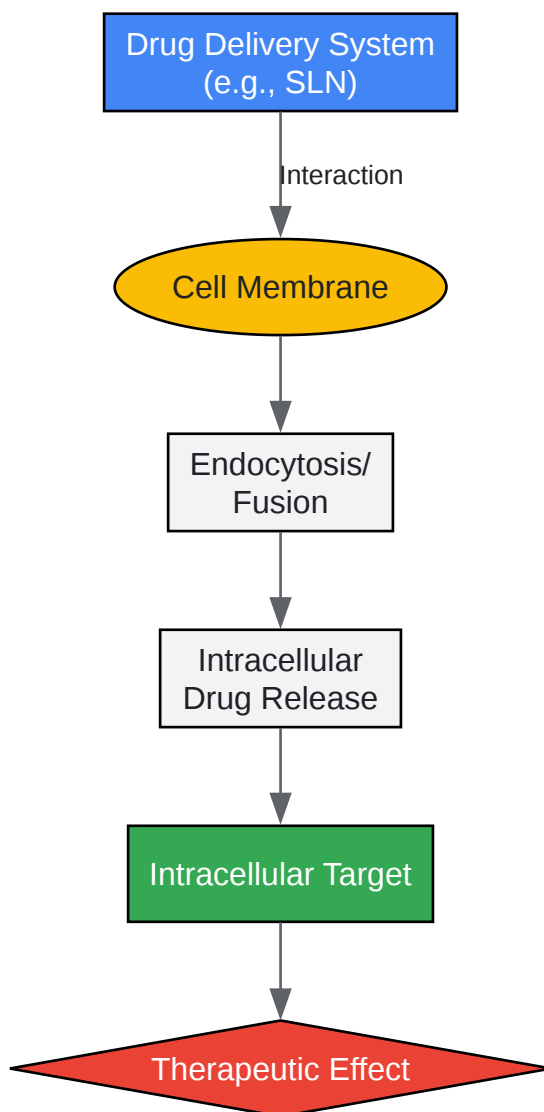 Drug Delivery System
(e.g., SLN)
Interaction
Cell Membrane
Endocytosis/
Fusion
Intracellular
Drug Release
Intracellular Target
Therapeutic Effect